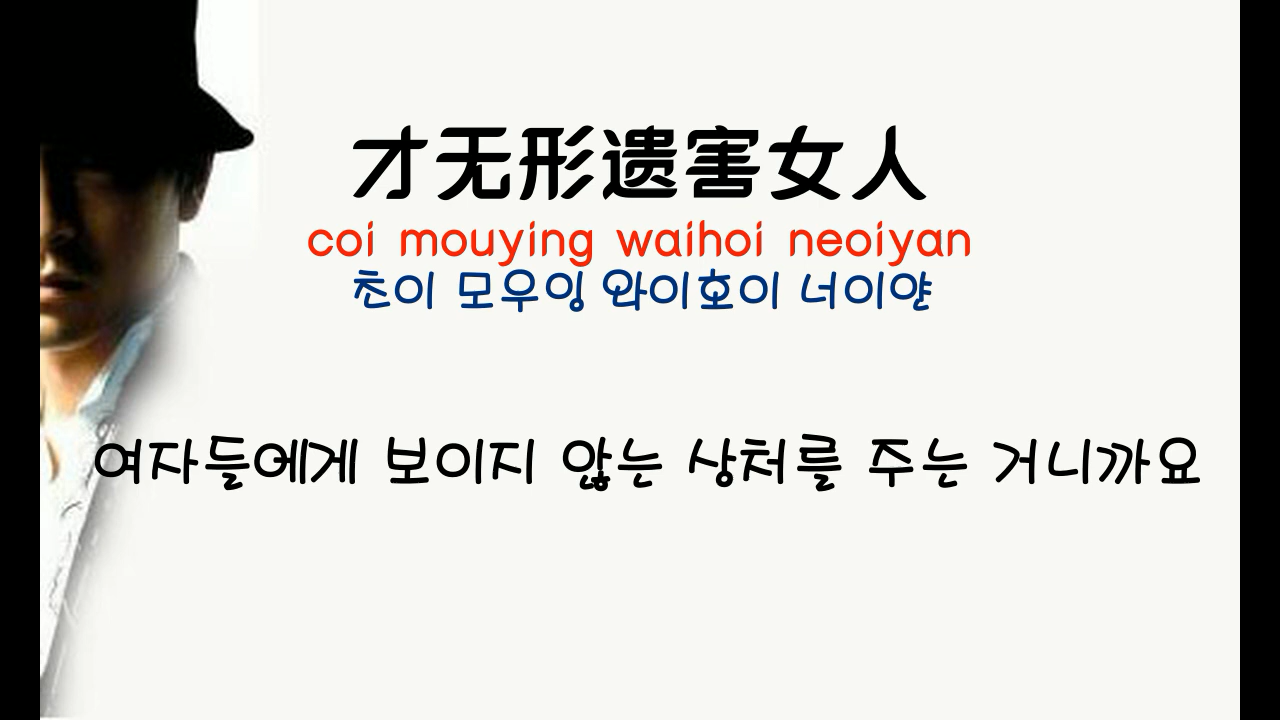 才无形遗害女人
coi mouying waihoi neoiyan
초이 모우잉 와이호이 너이얀
여자들에게 보이지 않는 상처를 주는 거니까요